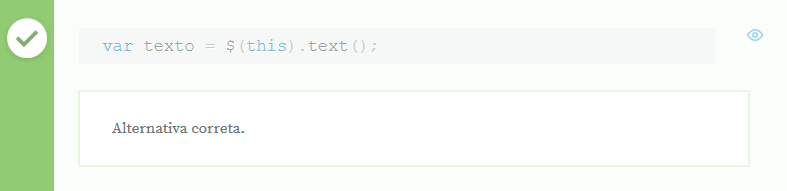 var texto = $(this).text();
Alternativa correta.